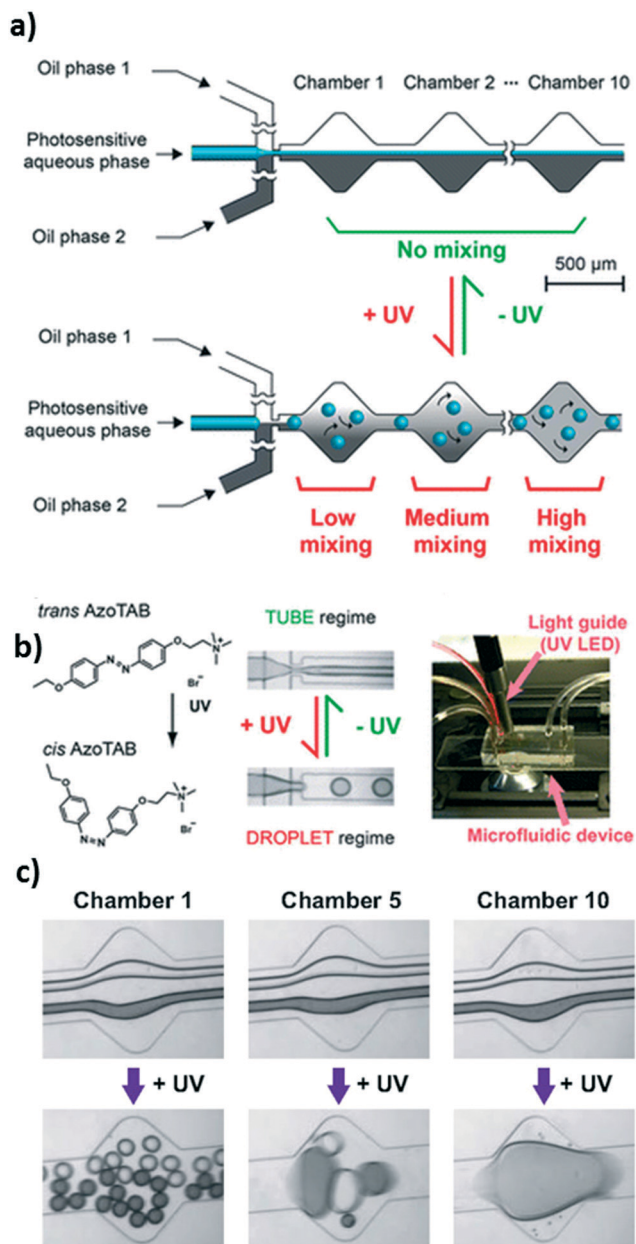 a)
Oil phase 1
Chamber 1
Chamber 2
...
Chamber 10
Photosensitive
aqueous phase
Oil phase 2
No mixing
500 µm
+ UV
- UV
Oil phase 1
Photosensitive
aqueous phase
Oil phase 2
Low
mixing
Medium
mixing
High
mixing
b)
trans AzoTAB
O
N
N
O
N+
Br-
UV
cis AzoTAB
O
N=N
O
N+
Br-
TUBE regime
+ UV
- UV
DROPLET regime
Light guide
(UV LED)
Microfluidic device
c)
Chamber 1
Chamber 5
Chamber 10
+ UV
+ UV
+ UV